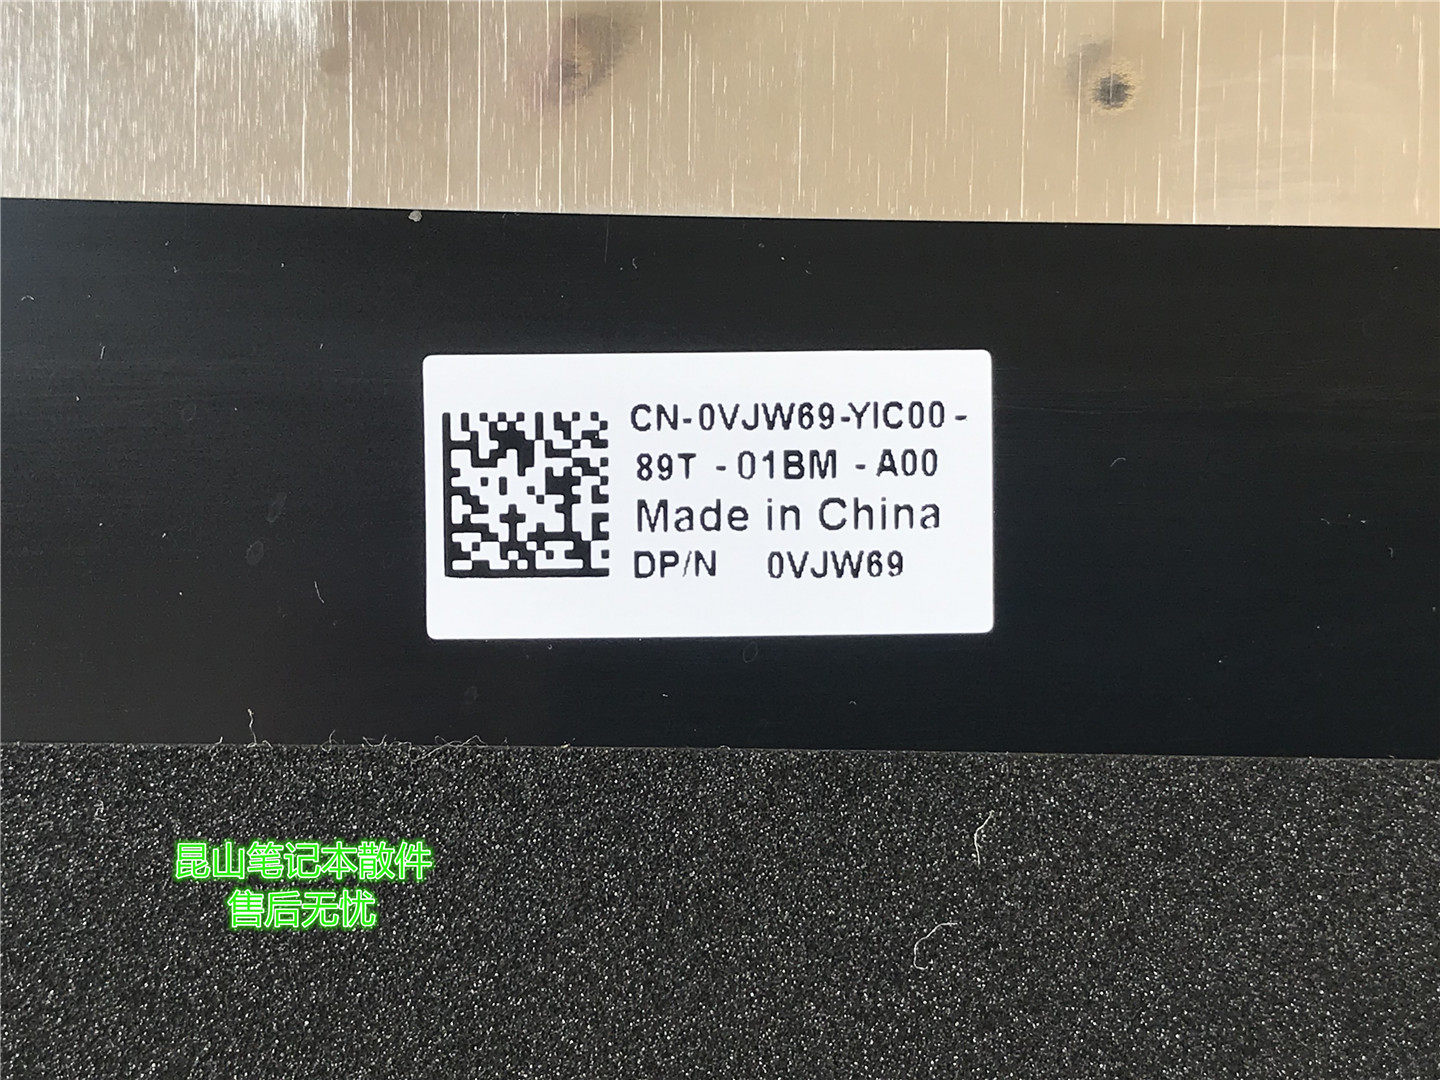 CN-0VJW69-YIC00-
89T -01BM -A00
Made in China
DP/N 0VJW69
昆山笔记本散件
售后无忧